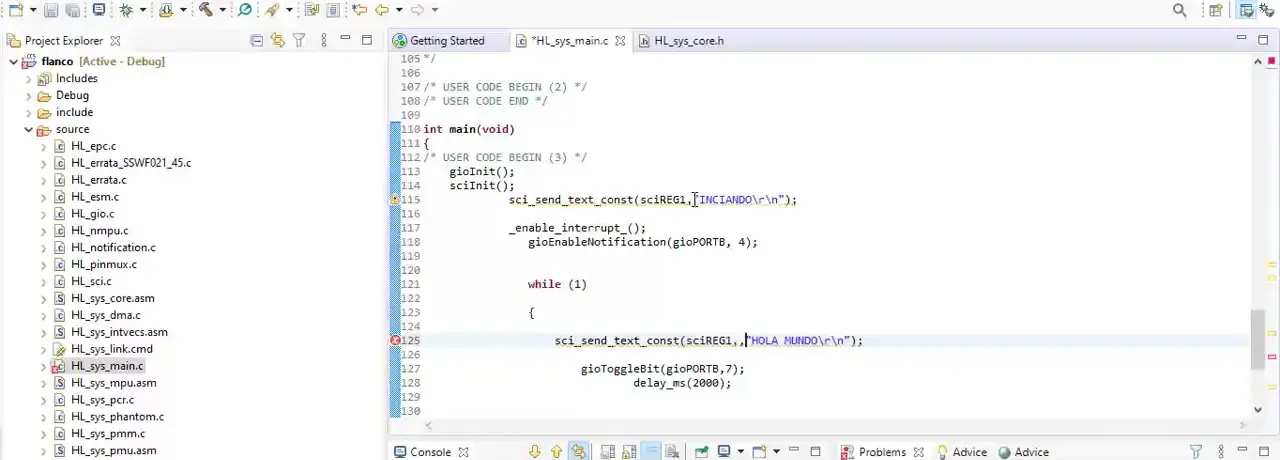 Project Explorer
Getting Started
*HL_sys_main.c
HL_sys_core.h
flanco [Active - Debug]
Includes
Debug
include
source
HL_epc.c
HL_errata_SSWF021_45.c
HL_errata.c
HL_esm.c
HL_gio.c
HL_nmpu.c
HL_notification.c
HL_pinmux.c
HL_sci.c
HL_sys_core.asm
HL_sys_dma.c
HL_sys_intvecs.asm
HL_sys_link.cmd
HL_sys_main.c
HL_sys_mpu.asm
HL_sys_pcr.c
HL_sys_phantom.c
HL_sys_pmm.c
HL_sys_pmu.asm
105 */
106
107 /* USER CODE BEGIN (2) */
108 /* USER CODE END */
109
110 int main(void)
111 {
112 /* USER CODE BEGIN (3) */
113 gioInit();
114 sciInit();
115 sci_send_text_const(sciREG1,"INCIANDO\r\n");
116
117 _enable_interrupt_();
118 gioEnableNotification(gioPORTB, 4);
119
120
121 while (1)
122
123 {
124
125 sci_send_text_const(sciREG1,,"HOLA MUNDO\r\n");
126
127 gioToggleBit(gioPORTB,7);
128 delay_ms(2000);
129
130
Console
Problems
Advice
Advice